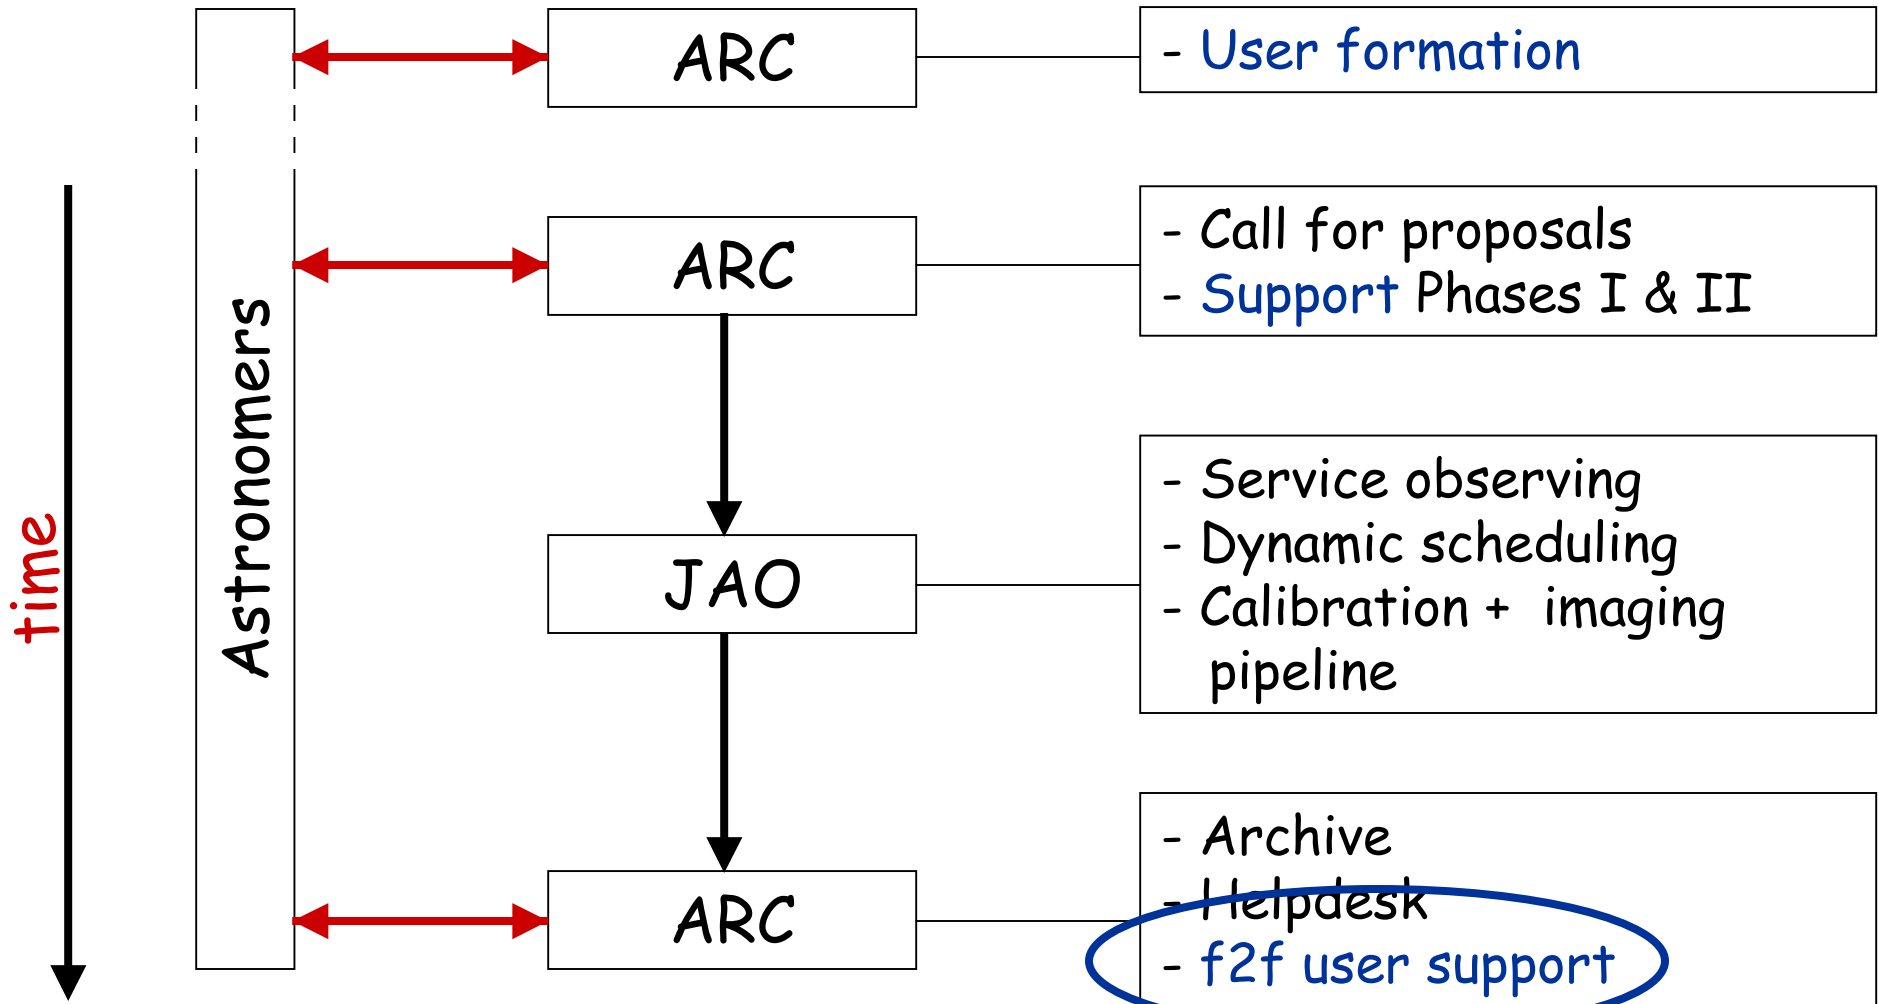 ARC
- User formation
ARC
- Call for proposals
- Support Phases I & II
Astronomers
time
JAO
- Service observing
- Dynamic scheduling
- Calibration + imaging
pipeline
ARC
- Archive
- Helpdesk
- f2f user support